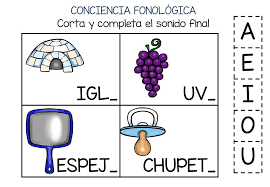 CONCIENCIA FONOLÓGICA
Corta y completa el sonido final
IGL_
UV_
ESPEJ_
CHUPET_
A
E
I
O
U